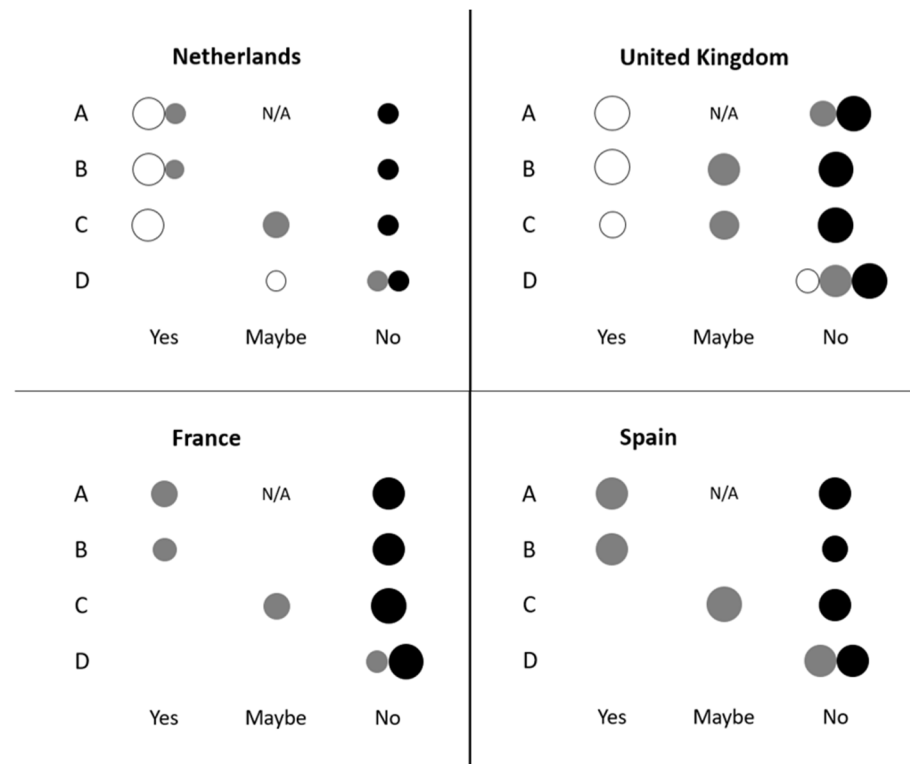 Netherlands
A N/A
B
C
D
Yes Maybe No
United Kingdom
A N/A
B
C
D
Yes Maybe No
France
A N/A
B
C
D
Yes Maybe No
Spain
A N/A
B
C
D
Yes Maybe No